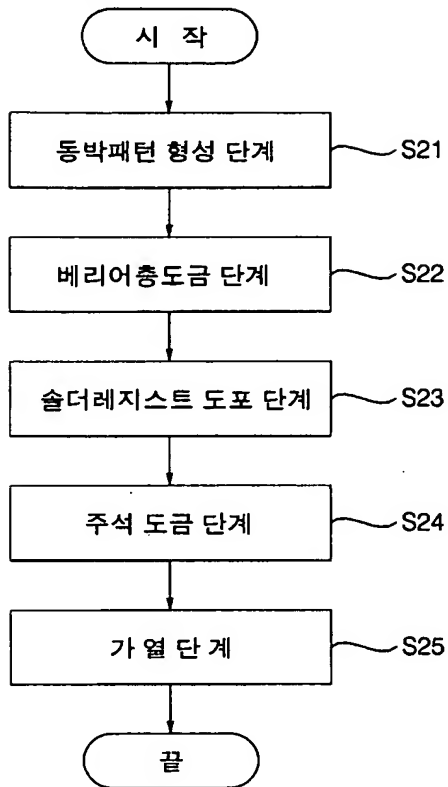 시 작
동박패턴 형성 단계 S21
베리어층도금 단계 S22
솔더레지스트 도포 단계 S23
주석 도금 단계 S24
가 열 단 계 S25
끝